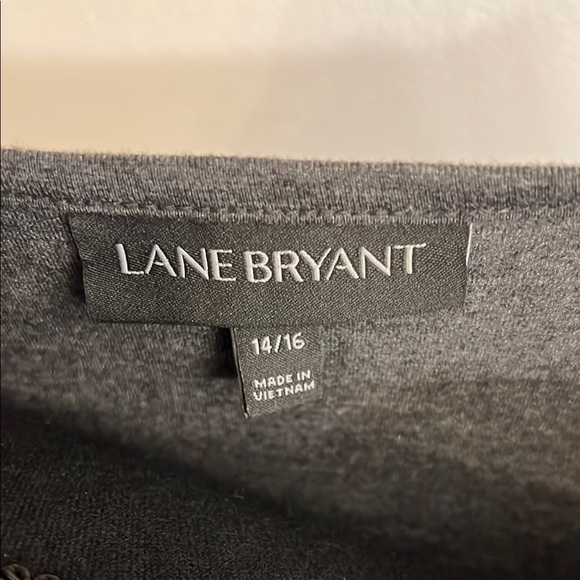 LANE BRYANT
14/16
MADE IN
VIETNAM